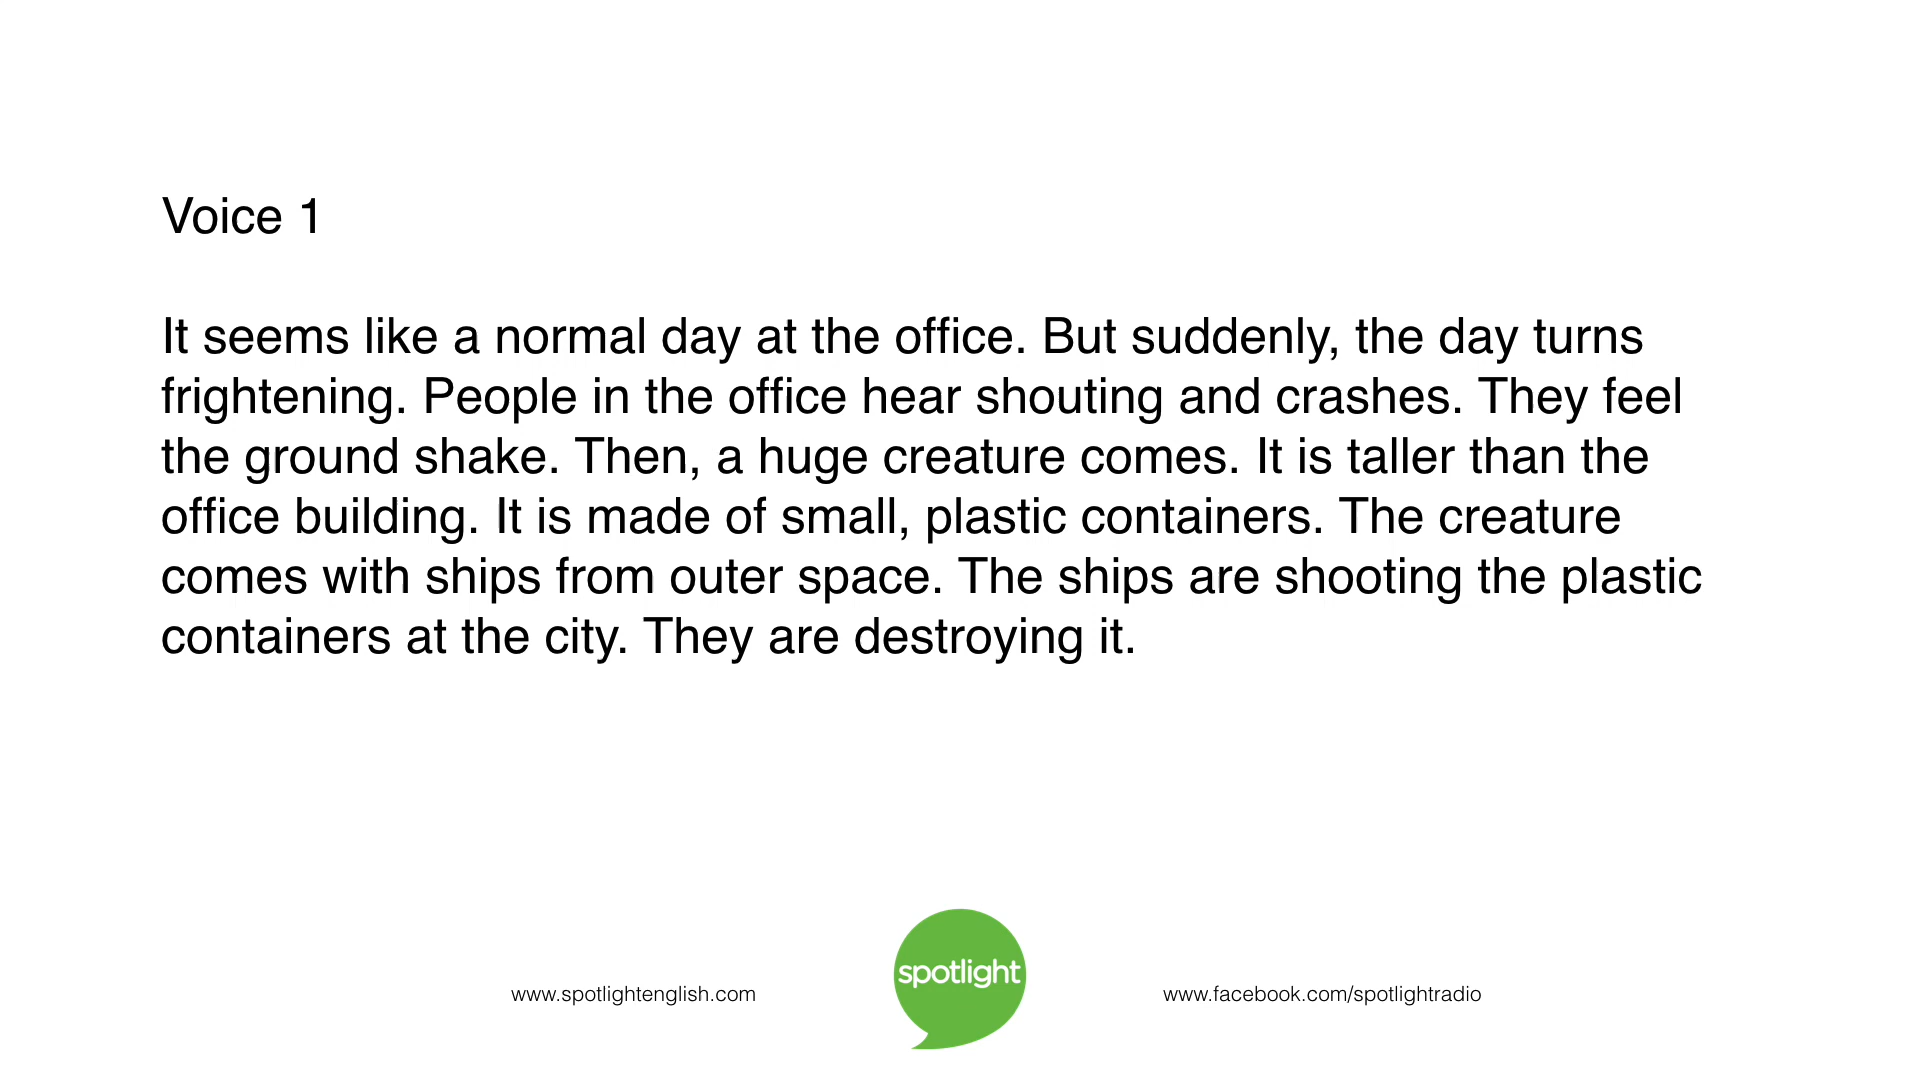 Voice 1
It seems like a normal day at the office. But suddenly, the day turns
frightening. People in the office hear shouting and crashes. They feel
the ground shake. Then, a huge creature comes. It is taller than the
office building. It is made of small, plastic containers. The creature
comes with ships from outer space. The ships are shooting the plastic
containers at the city. They are destroying it.
spotlight
www.spotlightenglish.com
www.facebook.com/spotlightradio